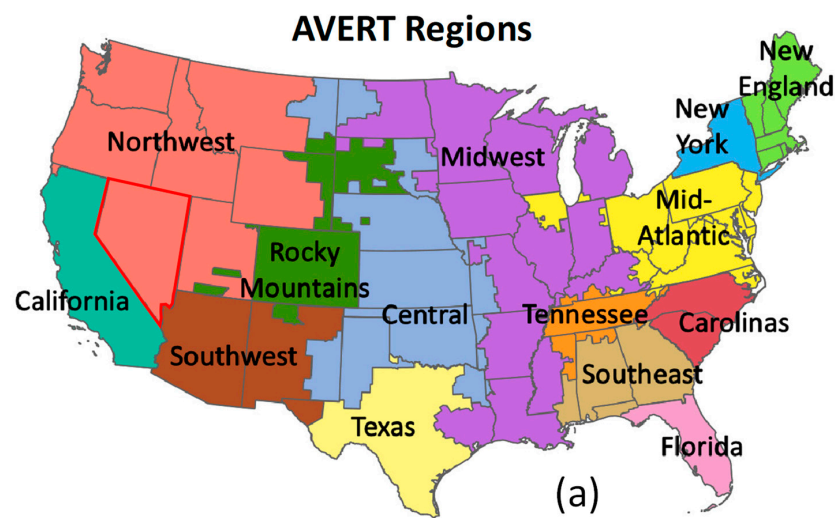 AVERT Regions
New
England
New
York
Northwest
Midwest
Mid-
Atlantic
Rocky
Mountains
California
Central
Tennessee
Carolinas
Southwest
Southeast
Texas
Florida
(a)